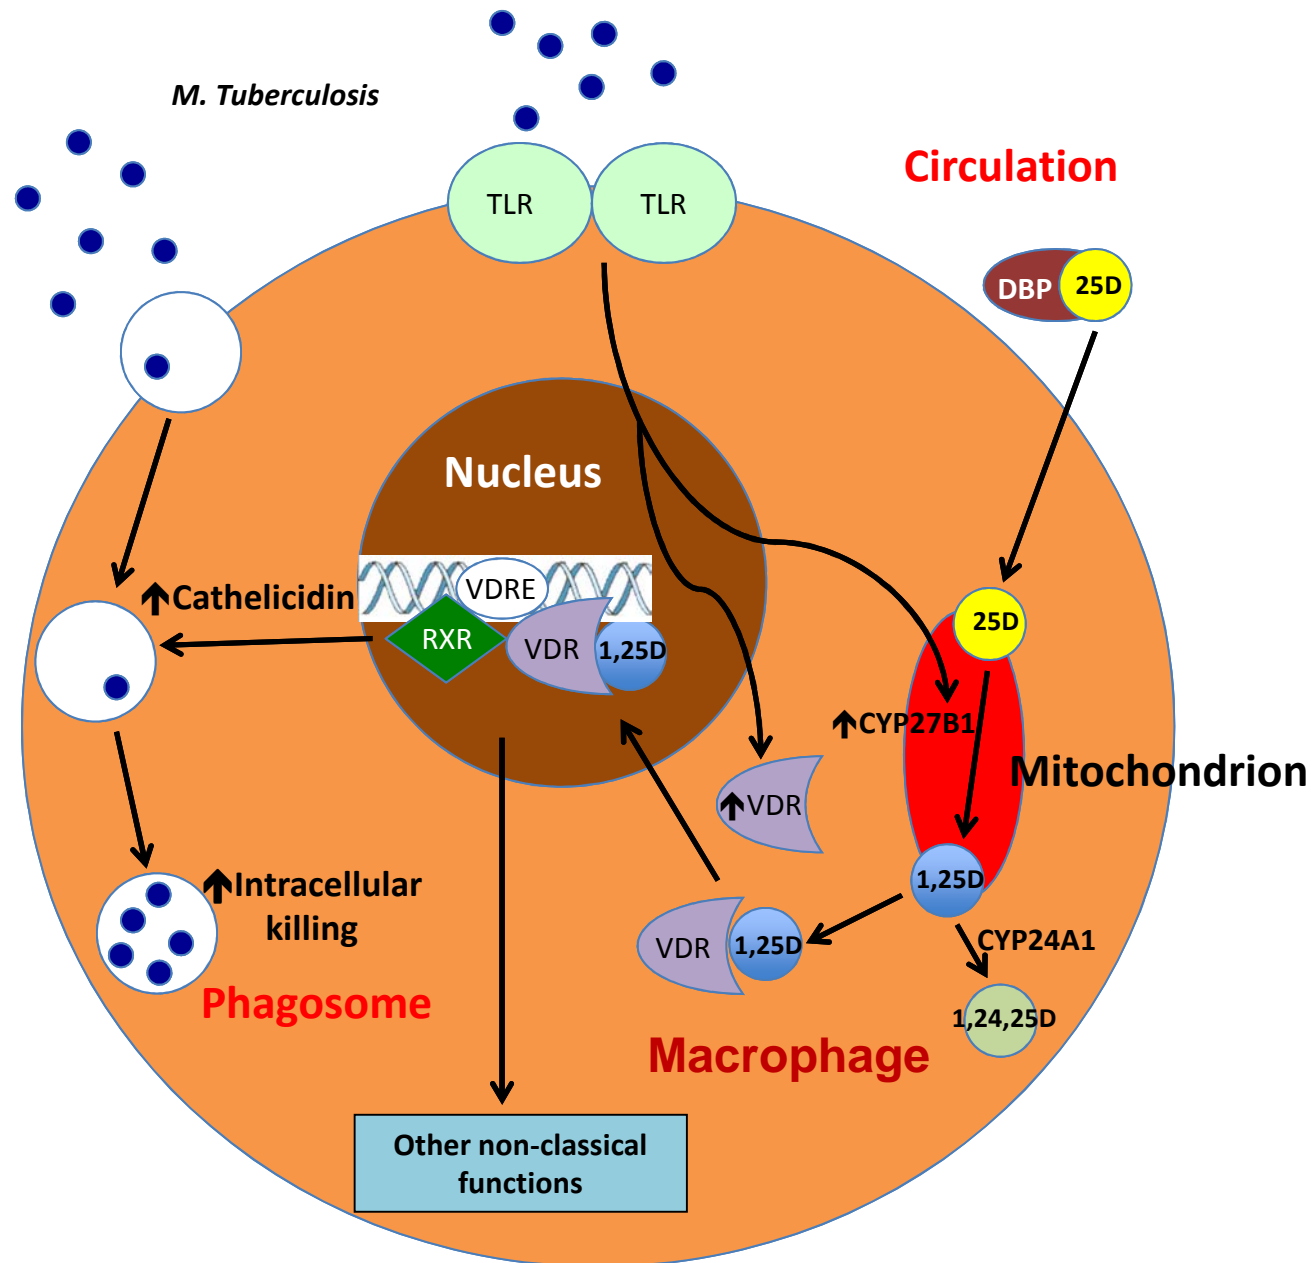 M. Tuberculosis
Circulation
TLR
TLR
DBP
25D
Nucleus
↑Cathelicidin
VDRE
RXR
VDR
1,25D
25D
↑CYP27B1
Mitochondrion
↑VDR
1,25D
↑Intracellular
killing
VDR
1,25D
CYP24A1
Phagosome
1,24,25D
Macrophage
Other non-classical
functions